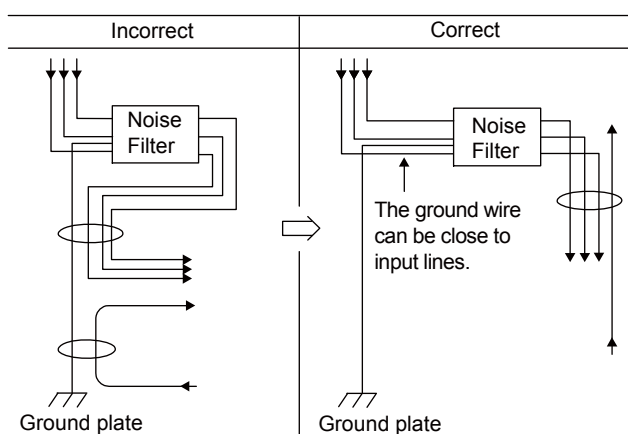 Incorrect
Correct
Noise
Filter
Ground plate
Noise
Filter
The ground wire
can be close to
input lines.
Ground plate